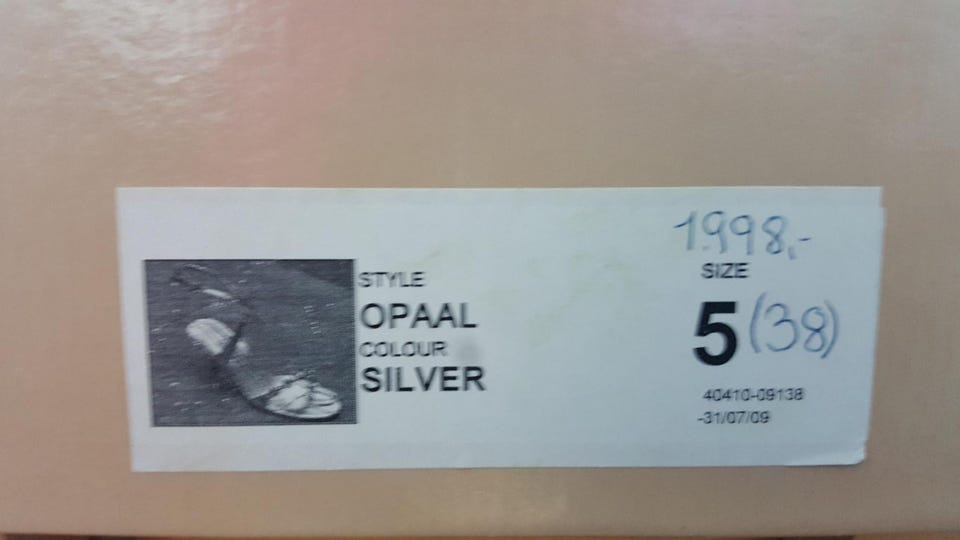 STYLE
OPAAL
COLOUR
SILVER
1.998,-
SIZE
5 (38)
40410-09138
-31/07/09